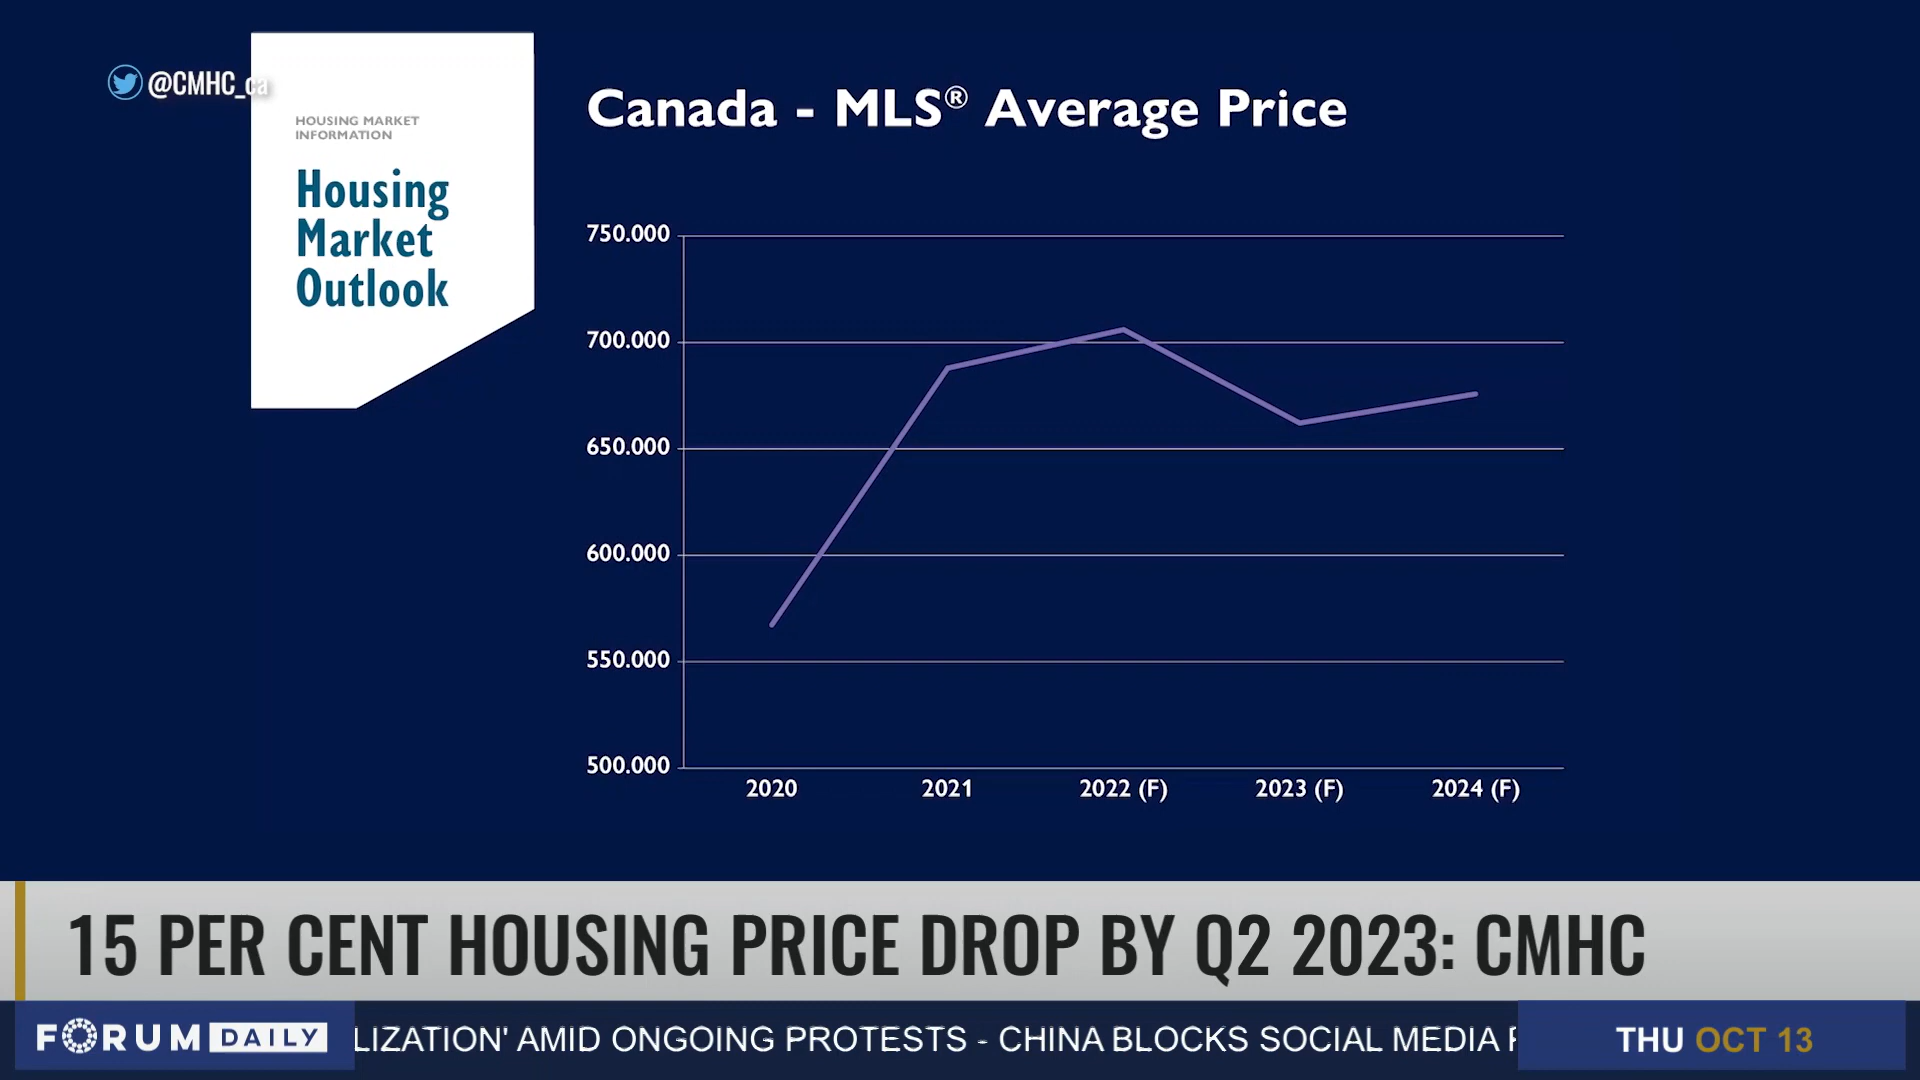 @CMHC_ca
HOUSING MARKET
INFORMATION
Housing
Market
Outlook
Canada - MLS® Average Price
750.000
700.000
650.000
600.000
550.000
500.000
2020 2021 2022 (F) 2023 (F) 2024 (F)
15 PER CENT HOUSING PRICE DROP BY Q2 2023: CMHC
FORUM DAILY
LIZATION' AMID ONGOING PROTESTS - CHINA BLOCKS SOCIAL MEDIA
THU OCT 13